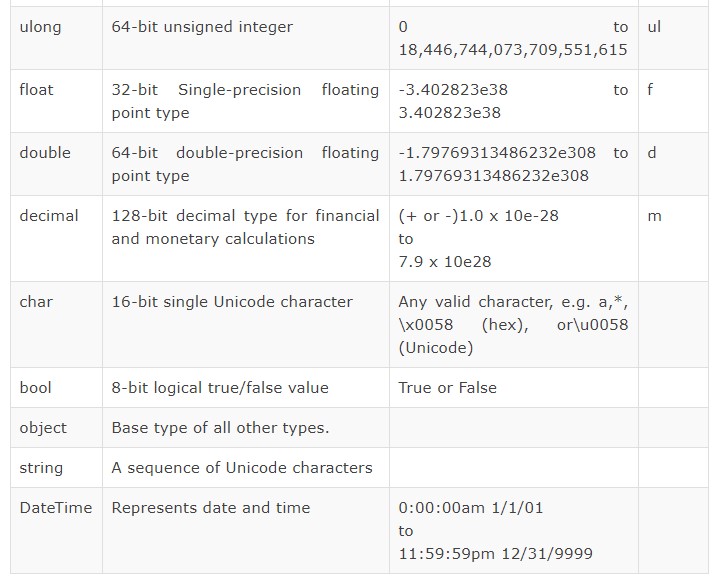 ulong 64-bit unsigned integer 0 to ul
18,446,744,073,709,551,615
float 32-bit Single-precision floating -3.402823e38 to f
point type 3.402823e38
double 64-bit double-precision floating -1.79769313486232e308 to d
point type 1.79769313486232e308
decimal 128-bit decimal type for financial (+ or -)1.0 x 10e-28 m
and monetary calculations to
7.9 x 10e28
char 16-bit single Unicode character Any valid character, e.g. a,*,
\x0058 (hex), or\u0058
(Unicode)
bool 8-bit logical true/false value True or False
object Base type of all other types.
string A sequence of Unicode characters
DateTime Represents date and time 0:00:00am 1/1/01
to
11:59:59pm 12/31/9999